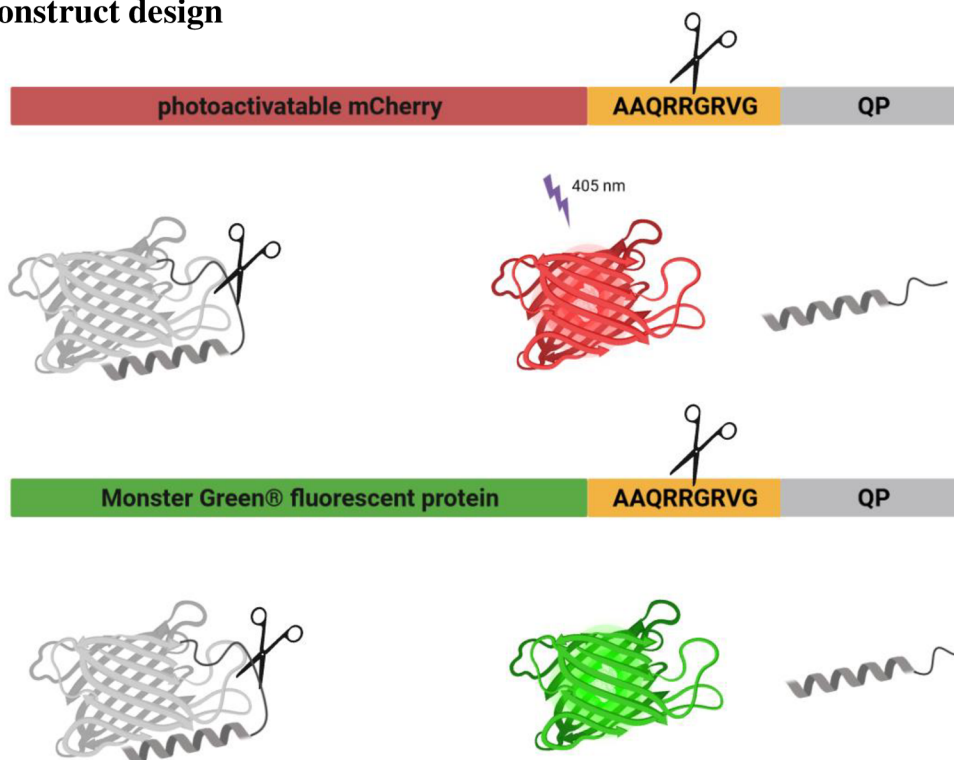 onstruct design
photoactivatable mCherry AAQRRGRVG QP
405 nm
Monster Green® fluorescent protein AAQRRGRVG QP